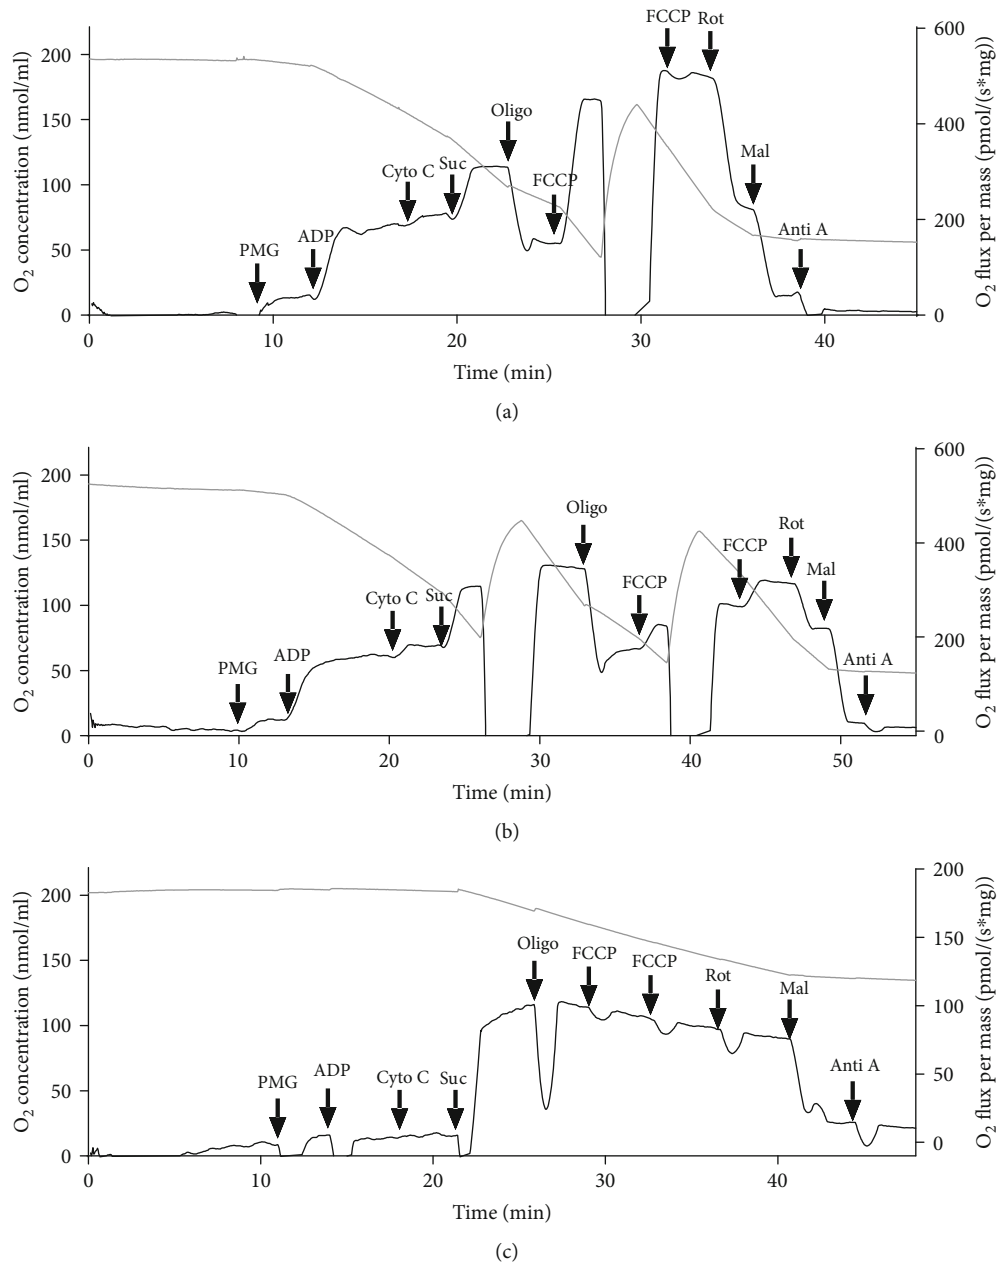 FCCP Rot
Oligo
Mal
Cyto C Suc
FCCP
Anti A
PMG ADP
200
150
100
50
0
600
400
200
0
0 10 20 30 40
O2 concentration (nmol/ml)
O2 flux per mass (pmol/(s*mg))
Time (min)
(a)
Oligo
Rot
FCCP
Mal
FCCP
Cyto C Suc
Anti A
PMG ADP
200
150
100
50
0
600
400
200
0
0 10 20 30 40 50
O2 concentration (nmol/ml)
O2 flux per mass (pmol/(s*mg))
Time (min)
(b)
Oligo FCCP FCCP Rot Mal
PMG ADP Cyto C Suc Anti A
200
150
100
50
0
200
150
100
50
0
0 10 20 30 40
O2 concentration (nmol/ml)
O2 flux per mass (pmol/(s*mg))
Time (min)
(c)